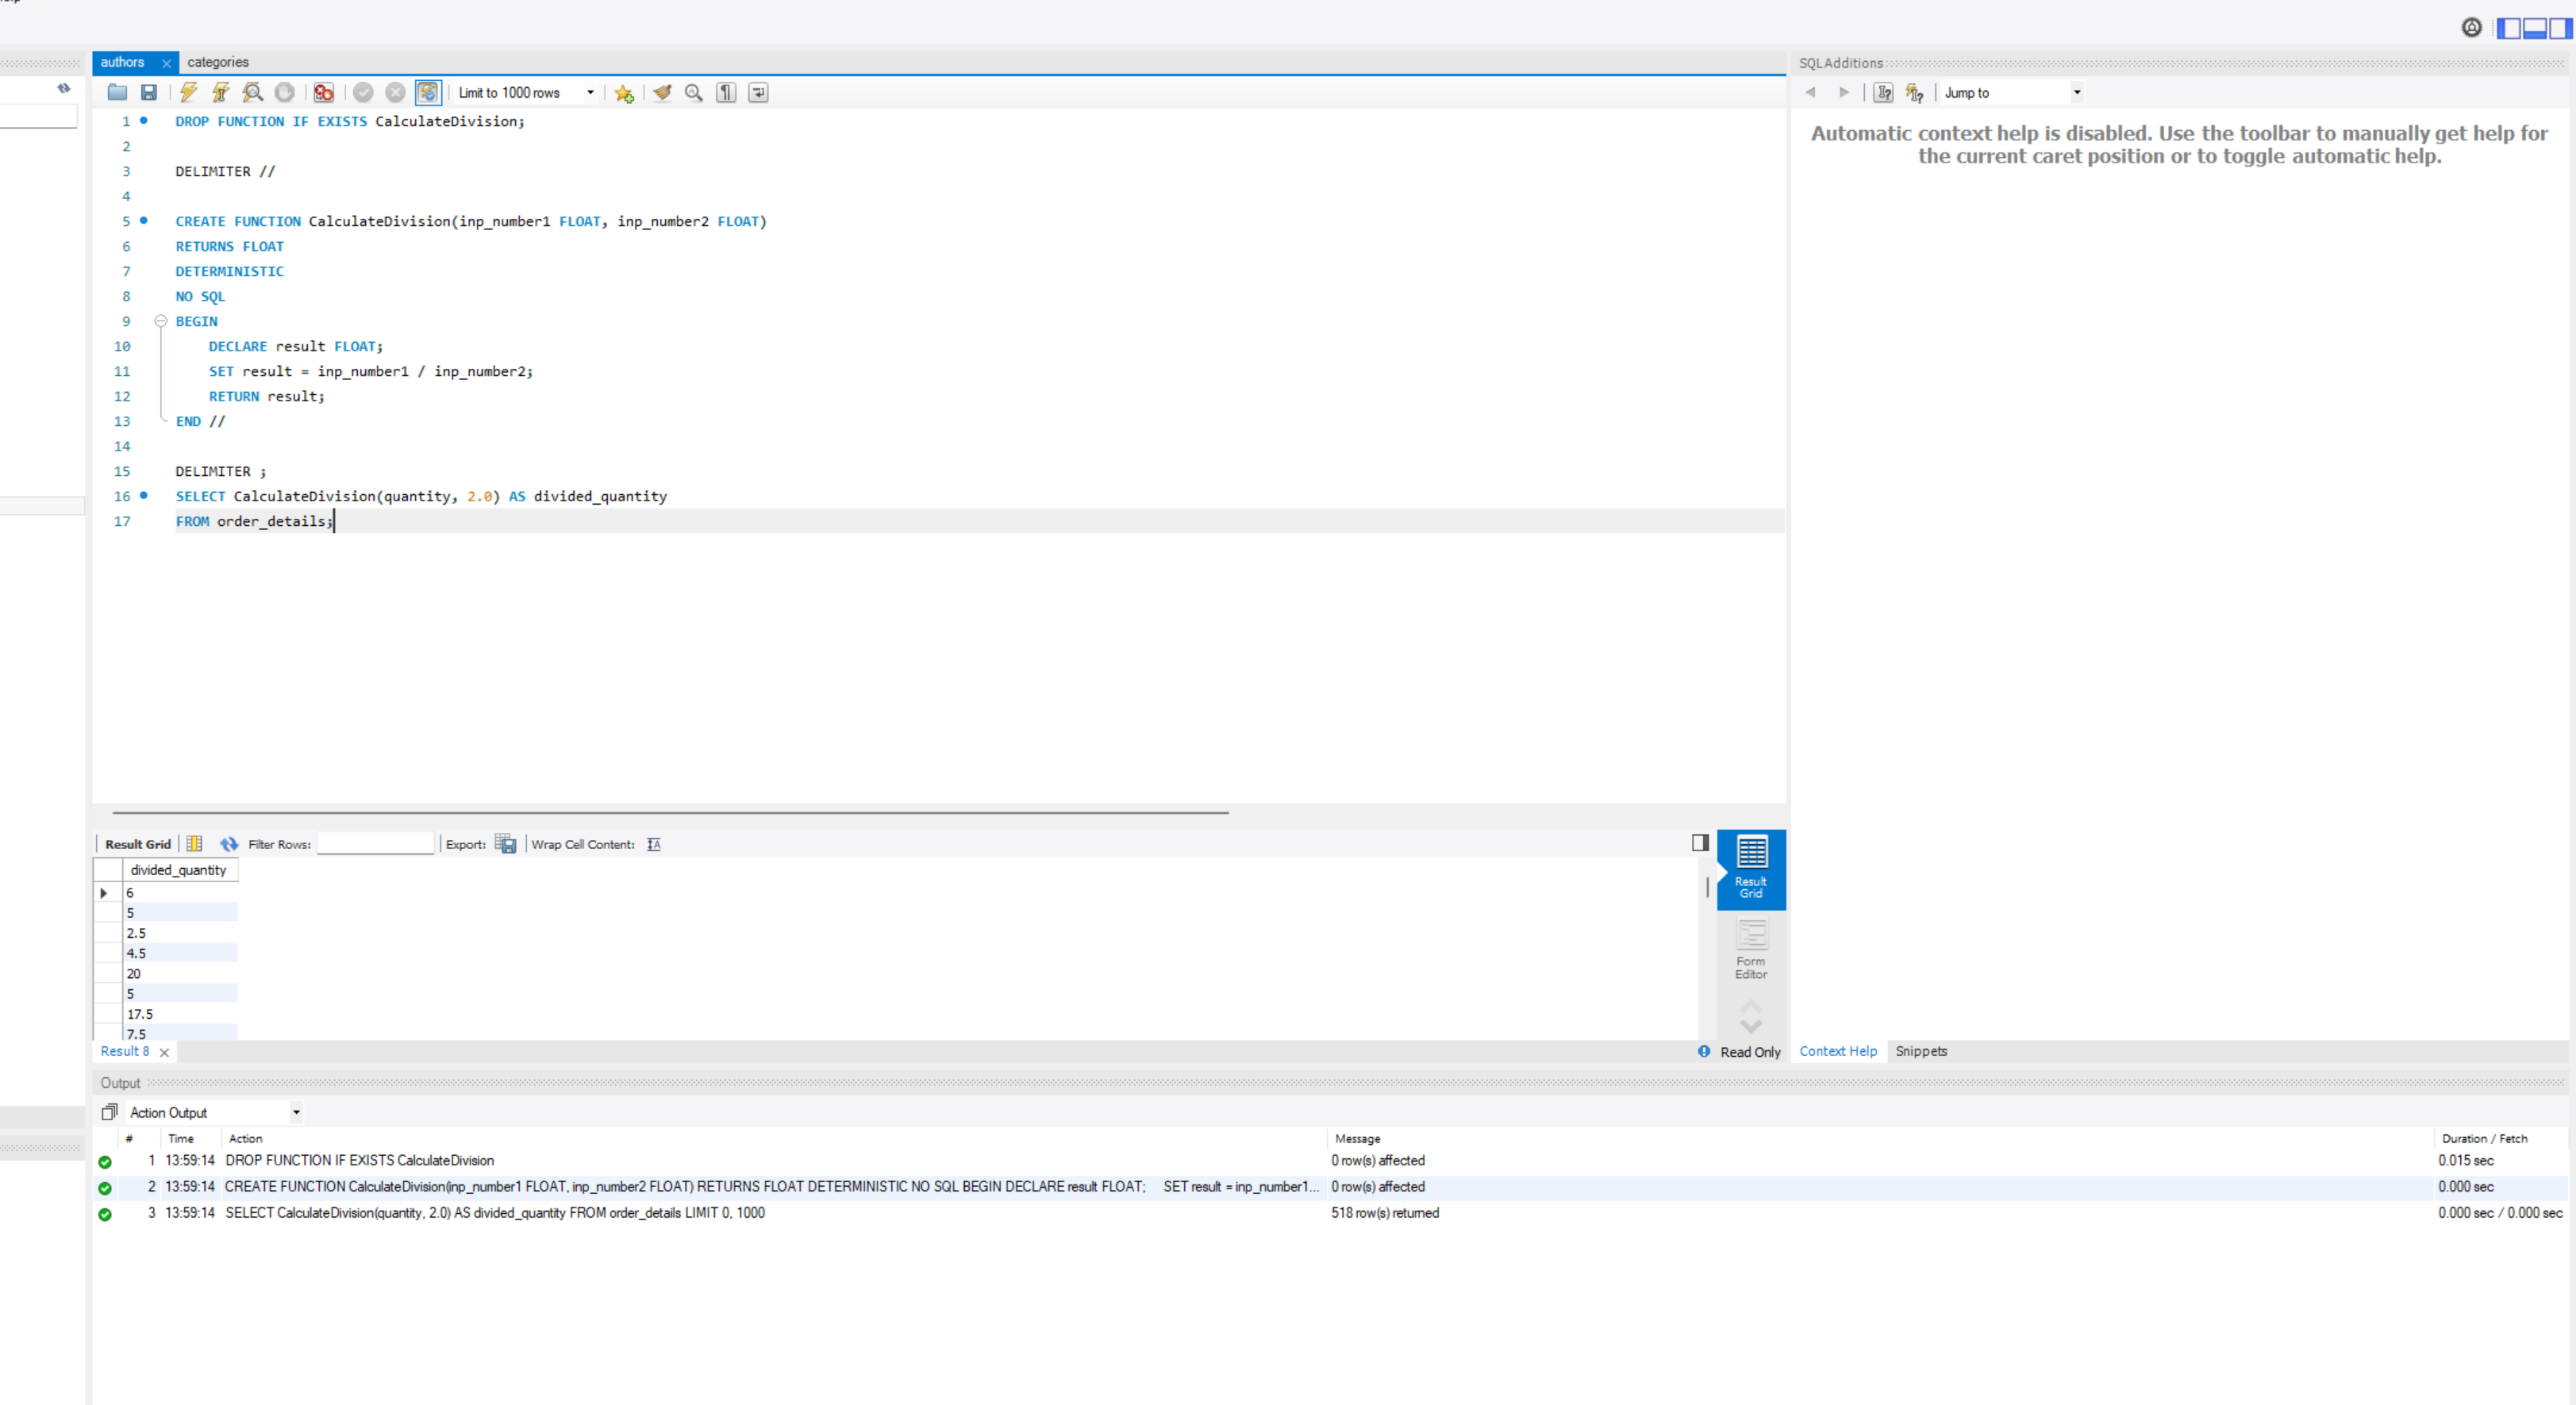 authors
categories
SQLAdditions
Limit to 1000 rows
Jump to
1 DROP FUNCTION IF EXISTS CalculateDivision;
2
3 DELIMITER //
4
5 CREATE FUNCTION CalculateDivision(inp_number1 FLOAT, inp_number2 FLOAT)
6 RETURNS FLOAT
7 DETERMINISTIC
8 NO SQL
9 BEGIN
10 DECLARE result FLOAT;
11 SET result = inp_number1 / inp_number2;
12 RETURN result;
13 END //
14
15 DELIMITER ;
16 SELECT CalculateDivision(quantity, 2.0) AS divided_quantity
17 FROM order_details;
Automatic context help is disabled. Use the toolbar to manually get help for
the current caret position or to toggle automatic help.
Result Grid Filter Rows: Export: Wrap Cell Content:
divided_quantity
6
5
2.5
4.5
20
5
17.5
7.5
Result
Grid
Form
Editor
Result 8
Read Only
Context Help Snippets
Output
Action Output
# Time Action Message Duration / Fetch
1 13:59:14 DROP FUNCTION IF EXISTS CalculateDivision 0 row(s) affected 0.015 sec
2 13:59:14 CREATE FUNCTION CalculateDivision(inp_number1 FLOAT, inp_number2 FLOAT) RETURNS FLOAT DETERMINISTIC NO SQL BEGIN DECLARE result FLOAT; SET result = inp_number1... 0 row(s) affected 0.000 sec
3 13:59:14 SELECT CalculateDivision(quantity, 2.0) AS divided_quantity FROM order_details LIMIT 0, 1000 518 row(s) returned 0.000 sec / 0.000 sec